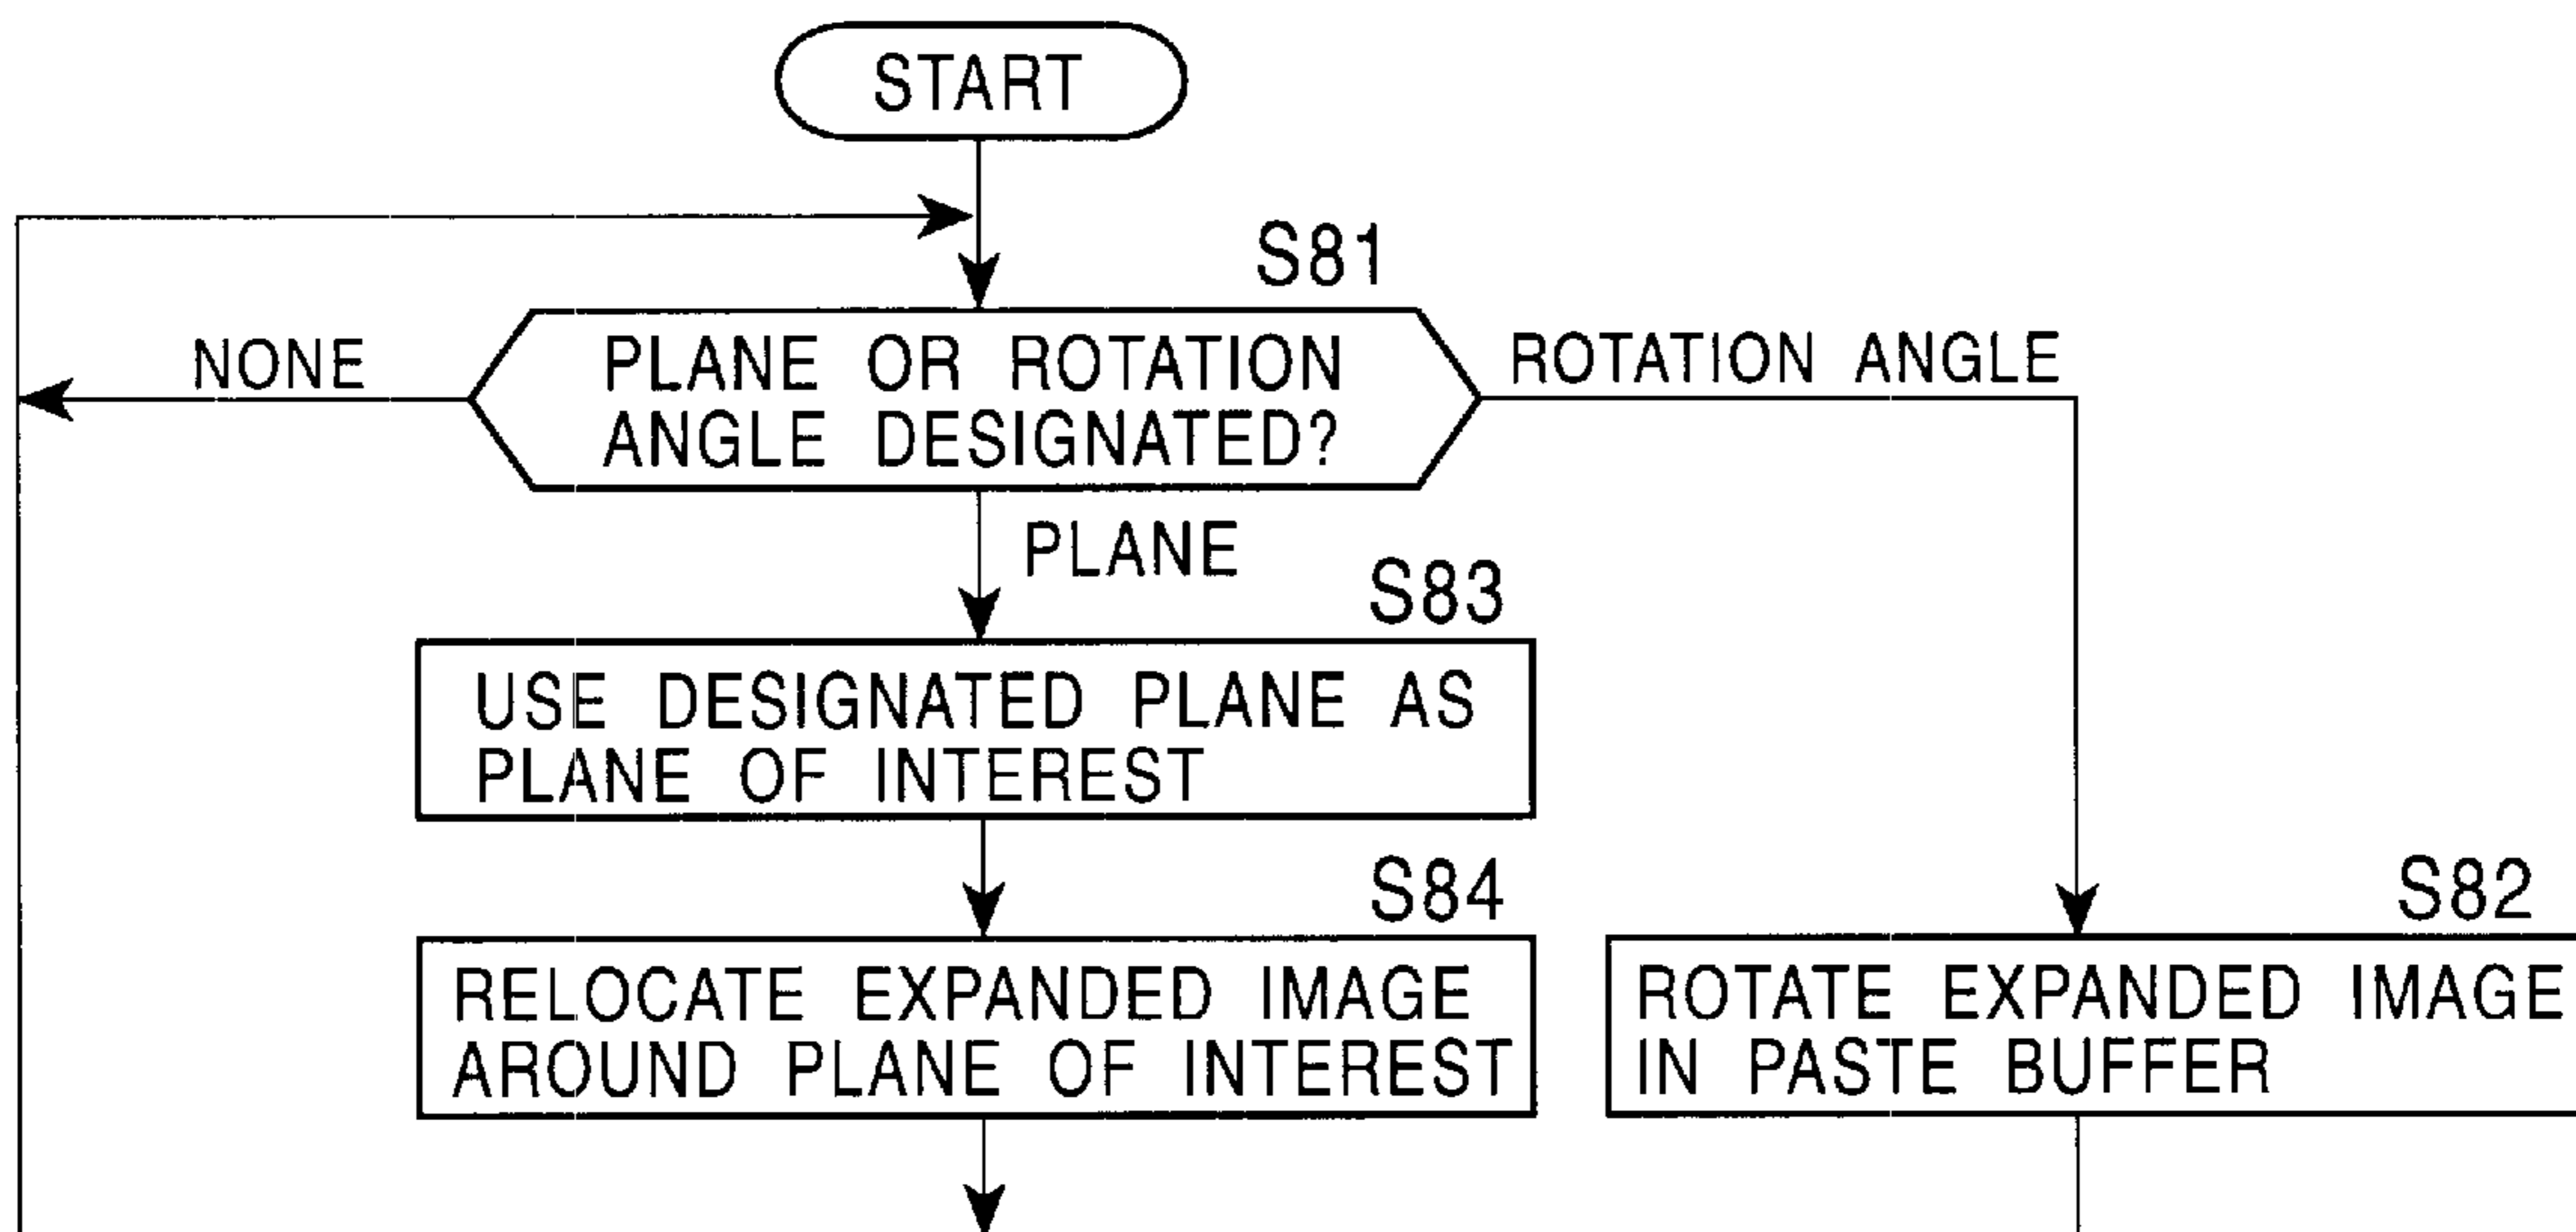 START
S81
NONE
PLANE OR ROTATION
ANGLE DESIGNATED?
ROTATION ANGLE
PLANE
S83
USE DESIGNATED PLANE AS
PLANE OF INTEREST
S84
RELOCATE EXPANDED IMAGE
AROUND PLANE OF INTEREST
S82
ROTATE EXPANDED IMAGE
IN PASTE BUFFER